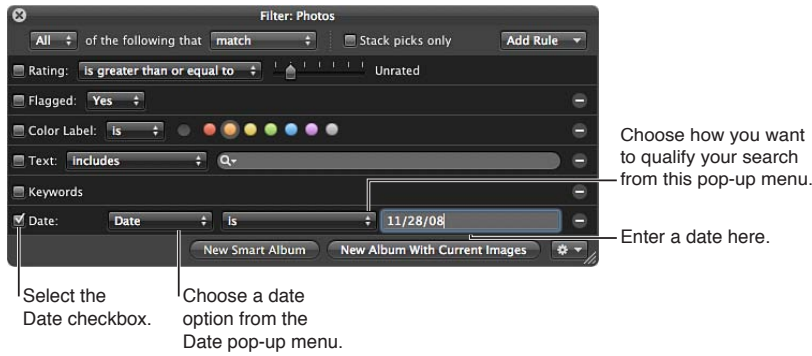 Filter: Photos
All of the following that match Stack picks only Add Rule
Rating: is greater than or equal to Unrated
Flagged: Yes
Color Label: is
Text: includes
Keywords
Date: Date is 11/28/08
New Smart Album New Album With Current Images
Choose how you want
to qualify your search
from this pop-up menu.
Enter a date here.
Select the
Date checkbox.
Choose a date
option from the
Date pop-up menu.